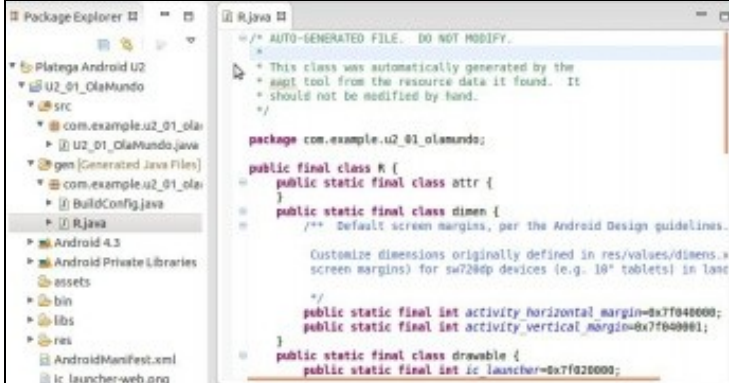 Package Explorer
Platega Android U2
U2_01_OlaMundo
src
com.example.u2_01_ola
U2_01_OlaMundo.java
gen [Generated Java Files]
com.example.u2_01_ola
BuildConfig.java
R.java
Android 4.3
Android Private Libraries
assets
bin
libs
res
AndroidManifest.xml
ic_launcher-web.png
R.java
/* AUTO-GENERATED FILE. DO NOT MODIFY.
*
* This class was automatically generated by the
* aapt tool from the resource data it found. It
* should not be modified by hand.
*/
package com.example.u2_01_olamundo;
public final class R {
public static final class attr {
}
public static final class dimen {
/** Default screen margins, per the Android Design guidelines.
Customize dimensions originally defined in res/values/dimens.x
screen margins) for sw720dp devices (e.g. 10" tablets) in lanc
*/
public static final int activity_horizontal_margin=0x7f040000;
public static final int activity_vertical_margin=0x7f040001;
}
public static final class drawable {
public static final int ic_launcher=0x7f020000;